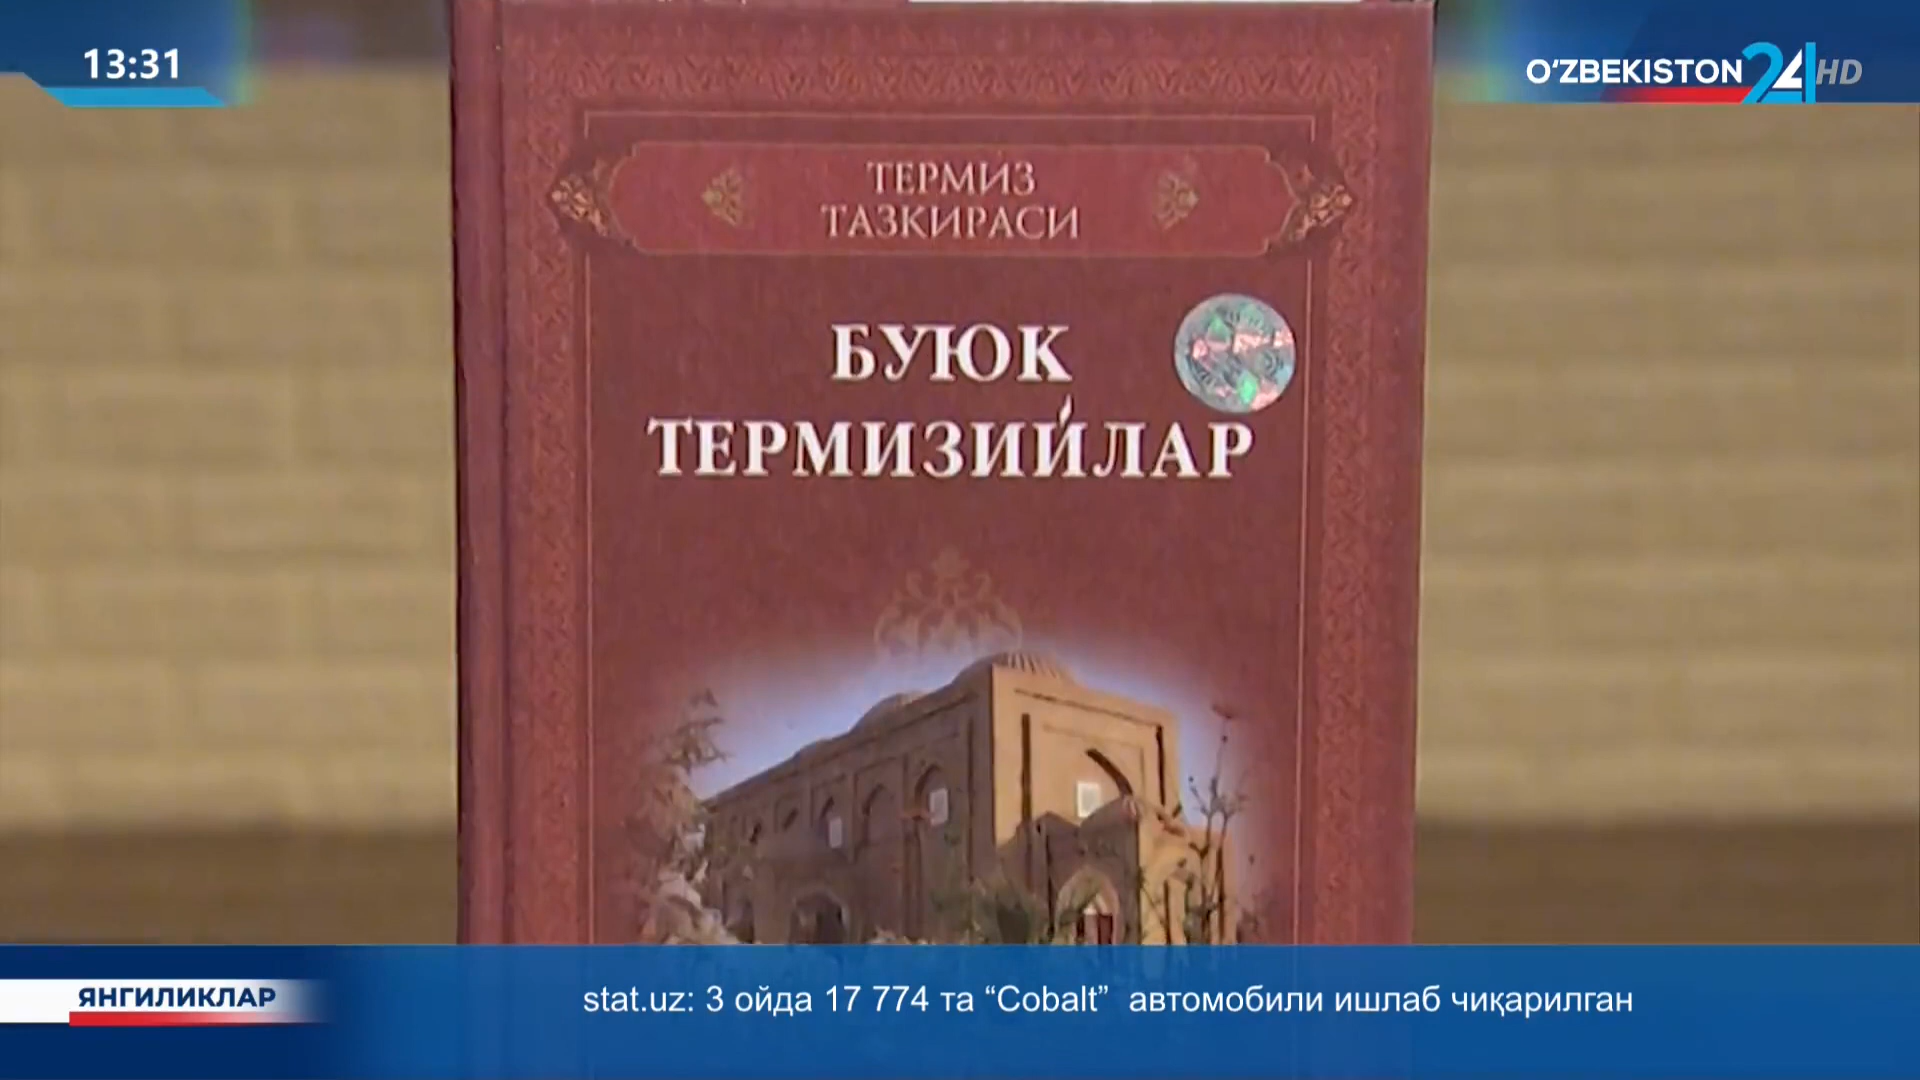 13:31
O‘ZBEKISTON 24 HD
ТЕРМИЗ
ТАЗКИРАСИ
БУЮК
ТЕРМИЗИЙЛАР
ЯНГИЛИКЛАР
stat.uz: 3 ойда 17 774 та “Cobalt” автомобили ишлаб чиқарилган